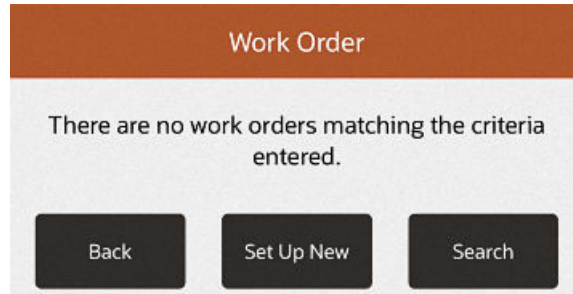 Work Order
There are no work orders matching the criteria
entered.
Back
Set Up New
Search